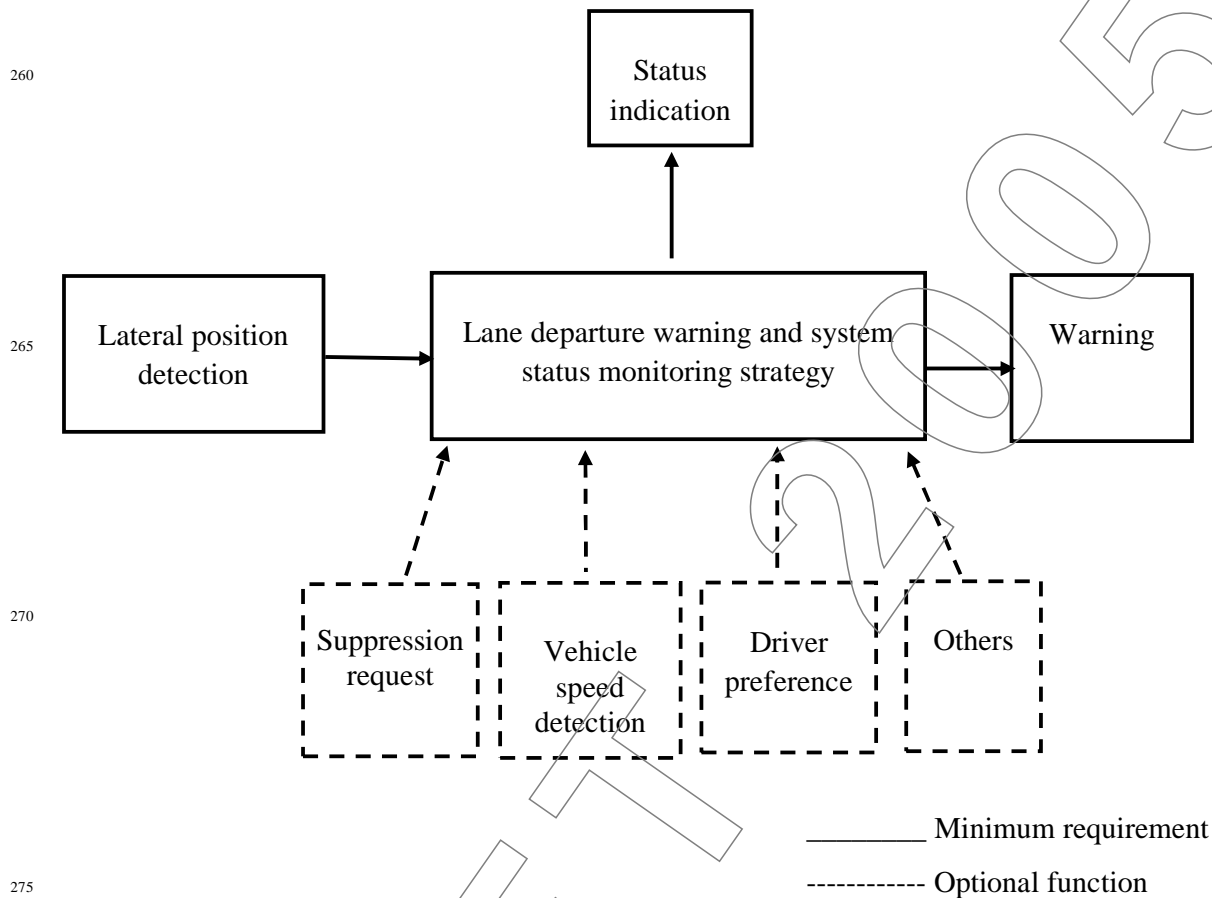 260
Status
indication
265
Lateral position
detection
Lane departure warning and system
status monitoring strategy
Warning
270
Suppression
request
Vehicle
speed
detection
Driver
preference
Others
________ Minimum requirement
----------- Optional function
275
2005